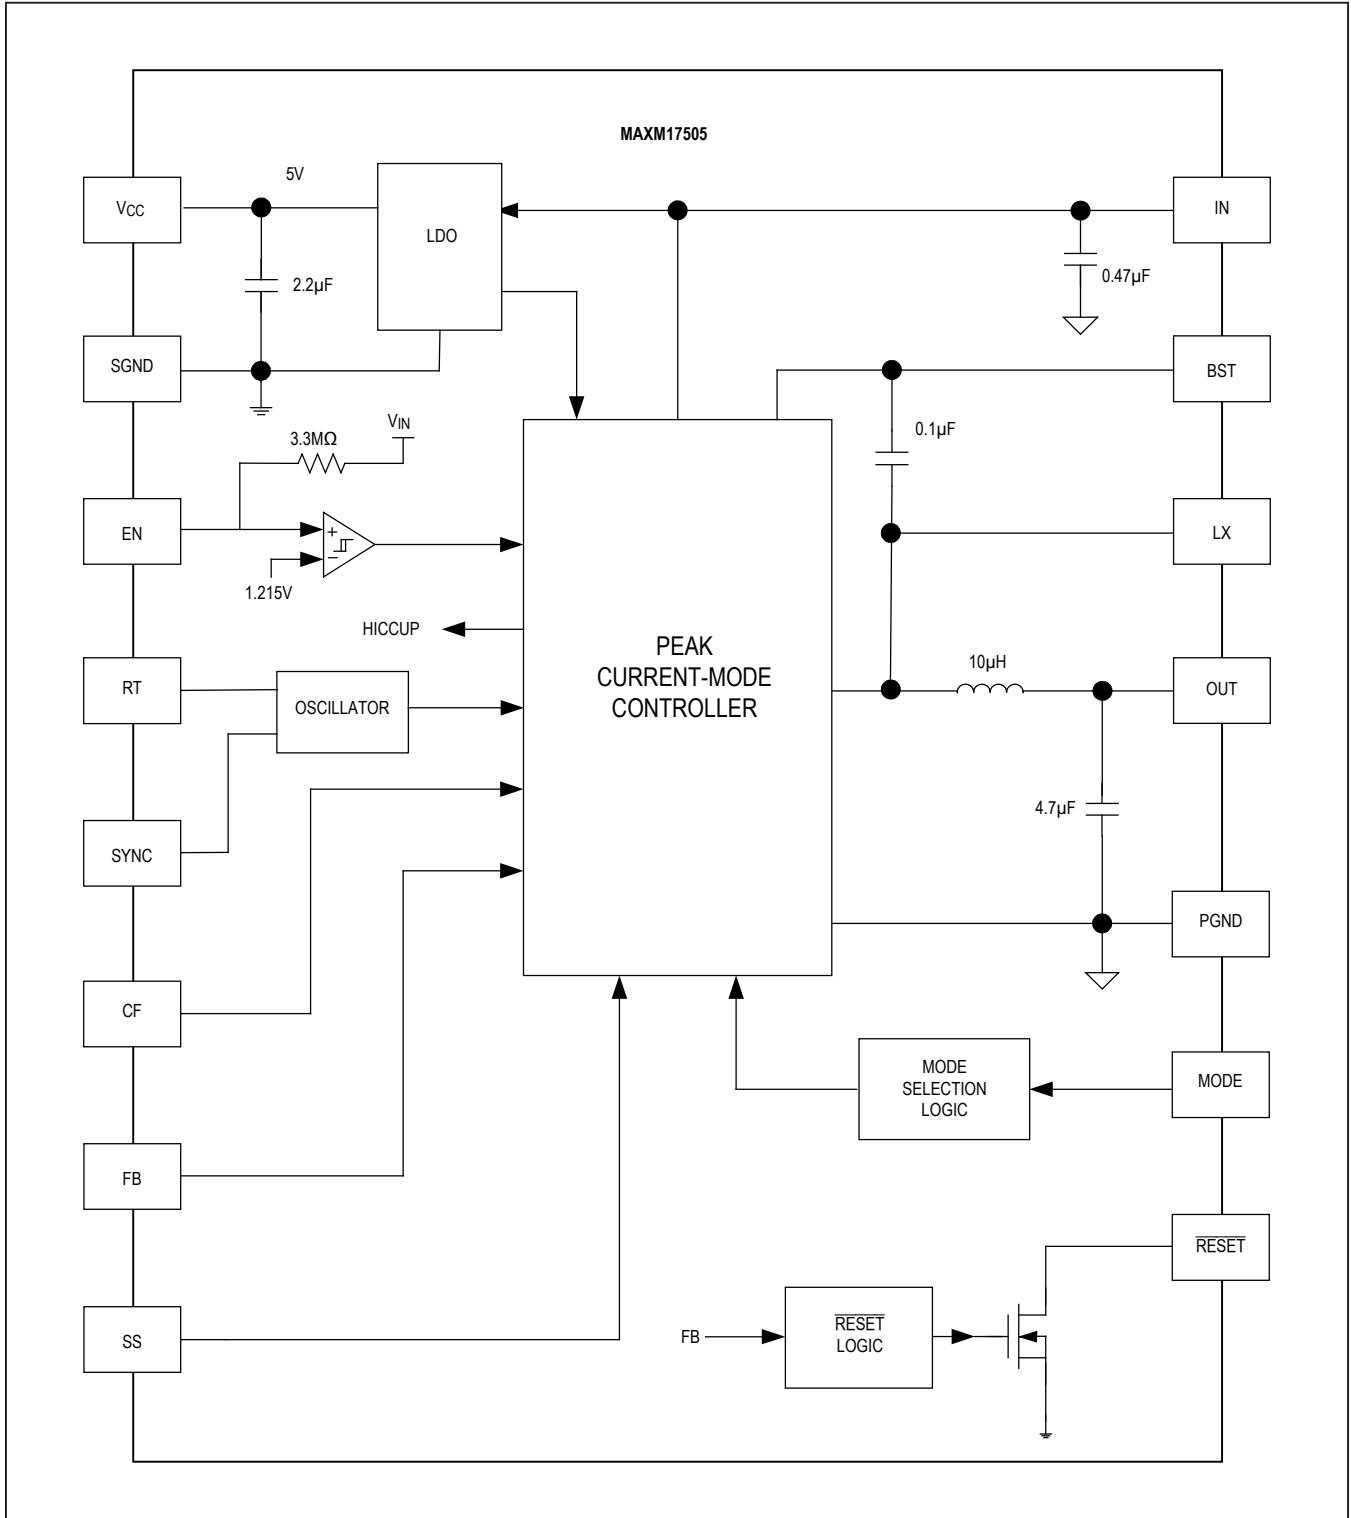 MAXM17505
5V
VCC
LDO
IN
2.2µF
0.47µF
SGND
BST
VIN
3.3MΩ
0.1µF
EN
+
−
LX
1.215V
HICCUP
PEAK
CURRENT-MODE
CONTROLLER
RT
OSCILLATOR
10µH
OUT
4.7µF
SYNC
PGND
CF
MODE
SELECTION
LOGIC
MODE
FB
RESET
SS
FB
RESET
LOGIC